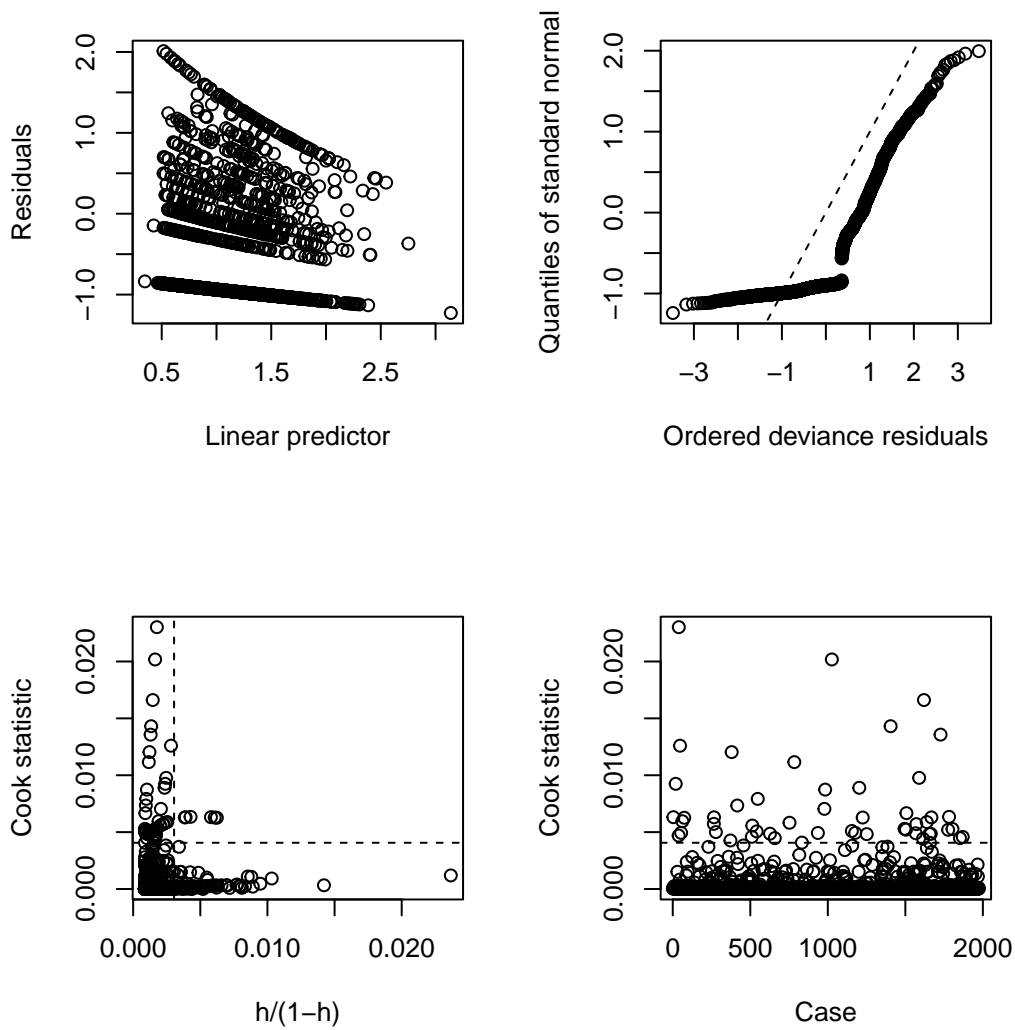 2.0
1.0
0.0
−1.0
Residuals
0.5 1.5 2.5
Linear predictor
2.0
1.0
0.0
−1.0
Quantiles of standard normal
−3 −1 1 2 3
Ordered deviance residuals
0.020
0.010
0.000
Cook statistic
0.000 0.010 0.020
h/(1−h)
0.020
0.010
0.000
Cook statistic
0 500 1000 2000
Case